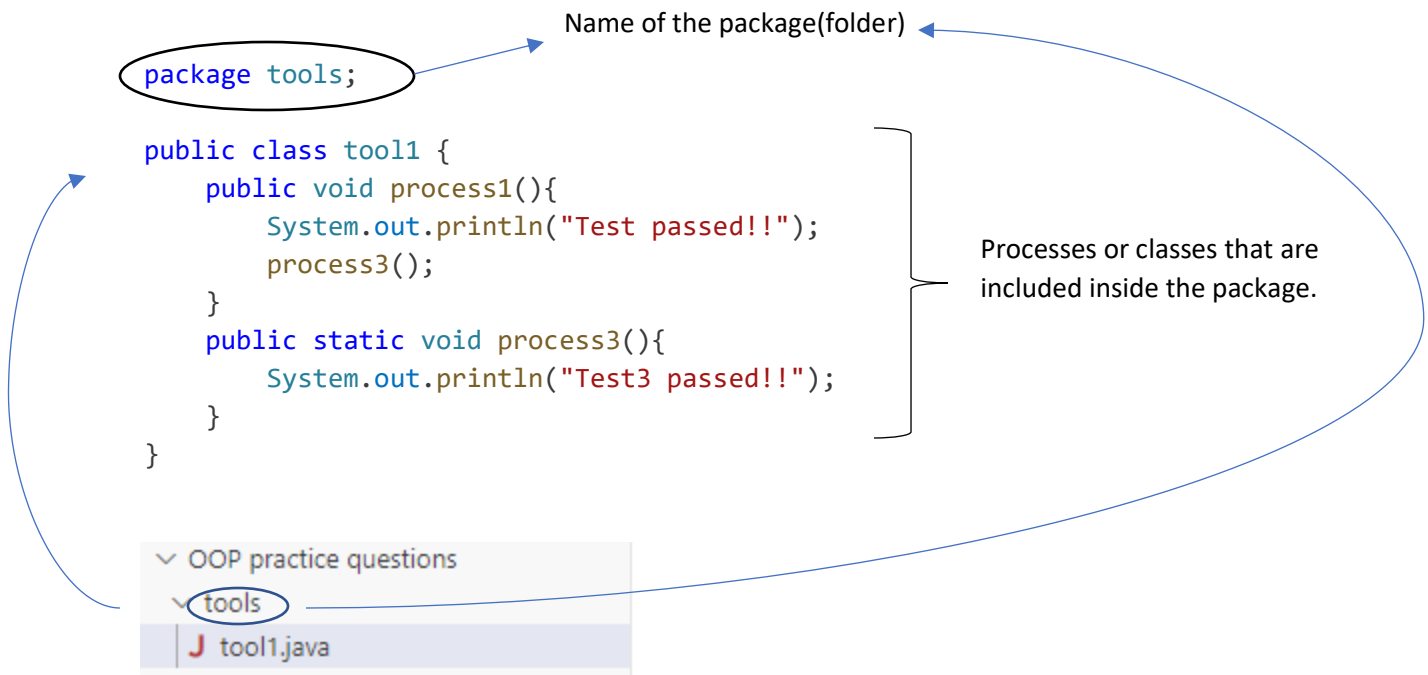 Name of the package(folder)
package tools;
public class tool1 {
    public void process1(){
        System.out.println("Test passed!!");
        process3();
    }
    public static void process3(){
        System.out.println("Test3 passed!!");
    }
}
Processes or classes that are
included inside the package.
OOP practice questions
tools
J tool1.java